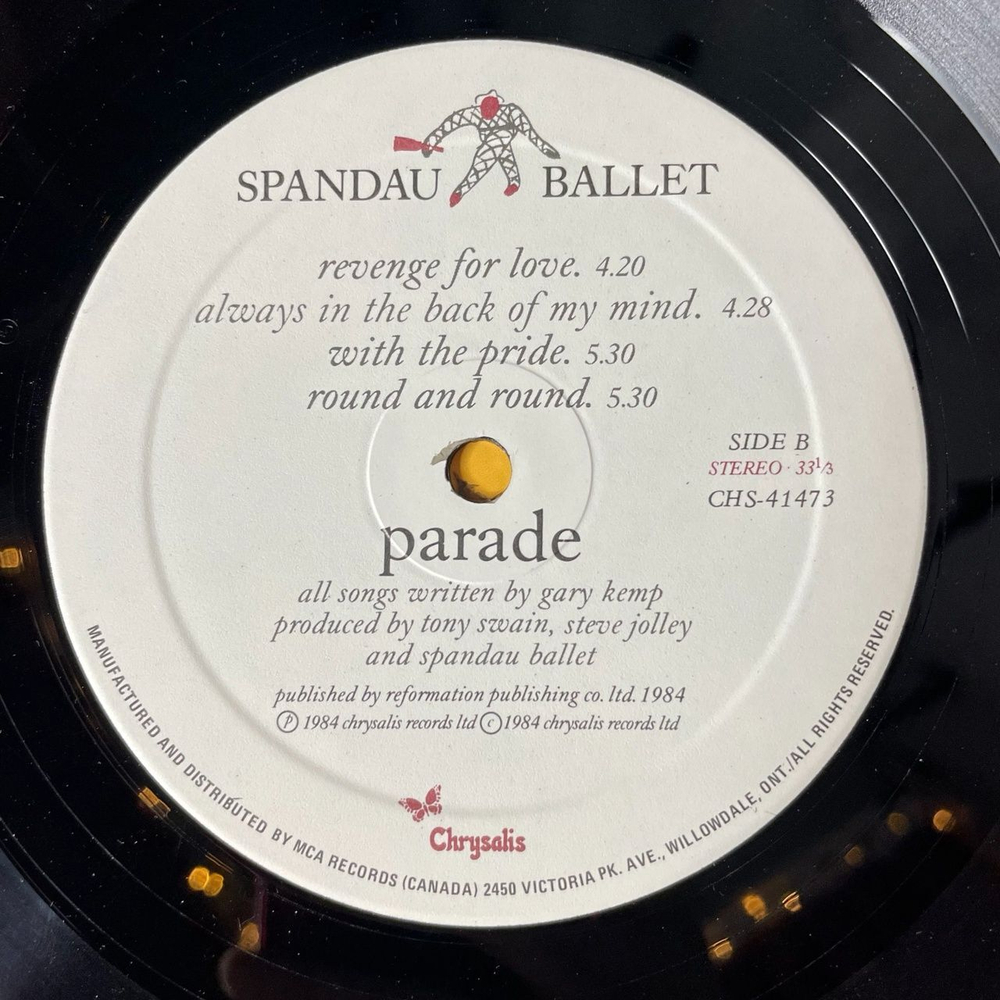 SPANDAU BALLET
revenge for love. 4.20
always in the back of my mind. 4.28
with the pride. 5.30
round and round. 5.30
SIDE B
STEREO · 33⅓
CHS-41473
parade
all songs written by gary kemp
produced by tony swain, steve jolley
and spandau ballet
published by reformation publishing co. ltd. 1984
℗ 1984 chrysalis records ltd © 1984 chrysalis records ltd
Chrysalis
MANUFACTURED AND DISTRIBUTED BY MCA RECORDS (CANADA) 2450 VICTORIA PK. AVE., WILLOWDALE, ONT./ALL RIGHTS RESERVED.